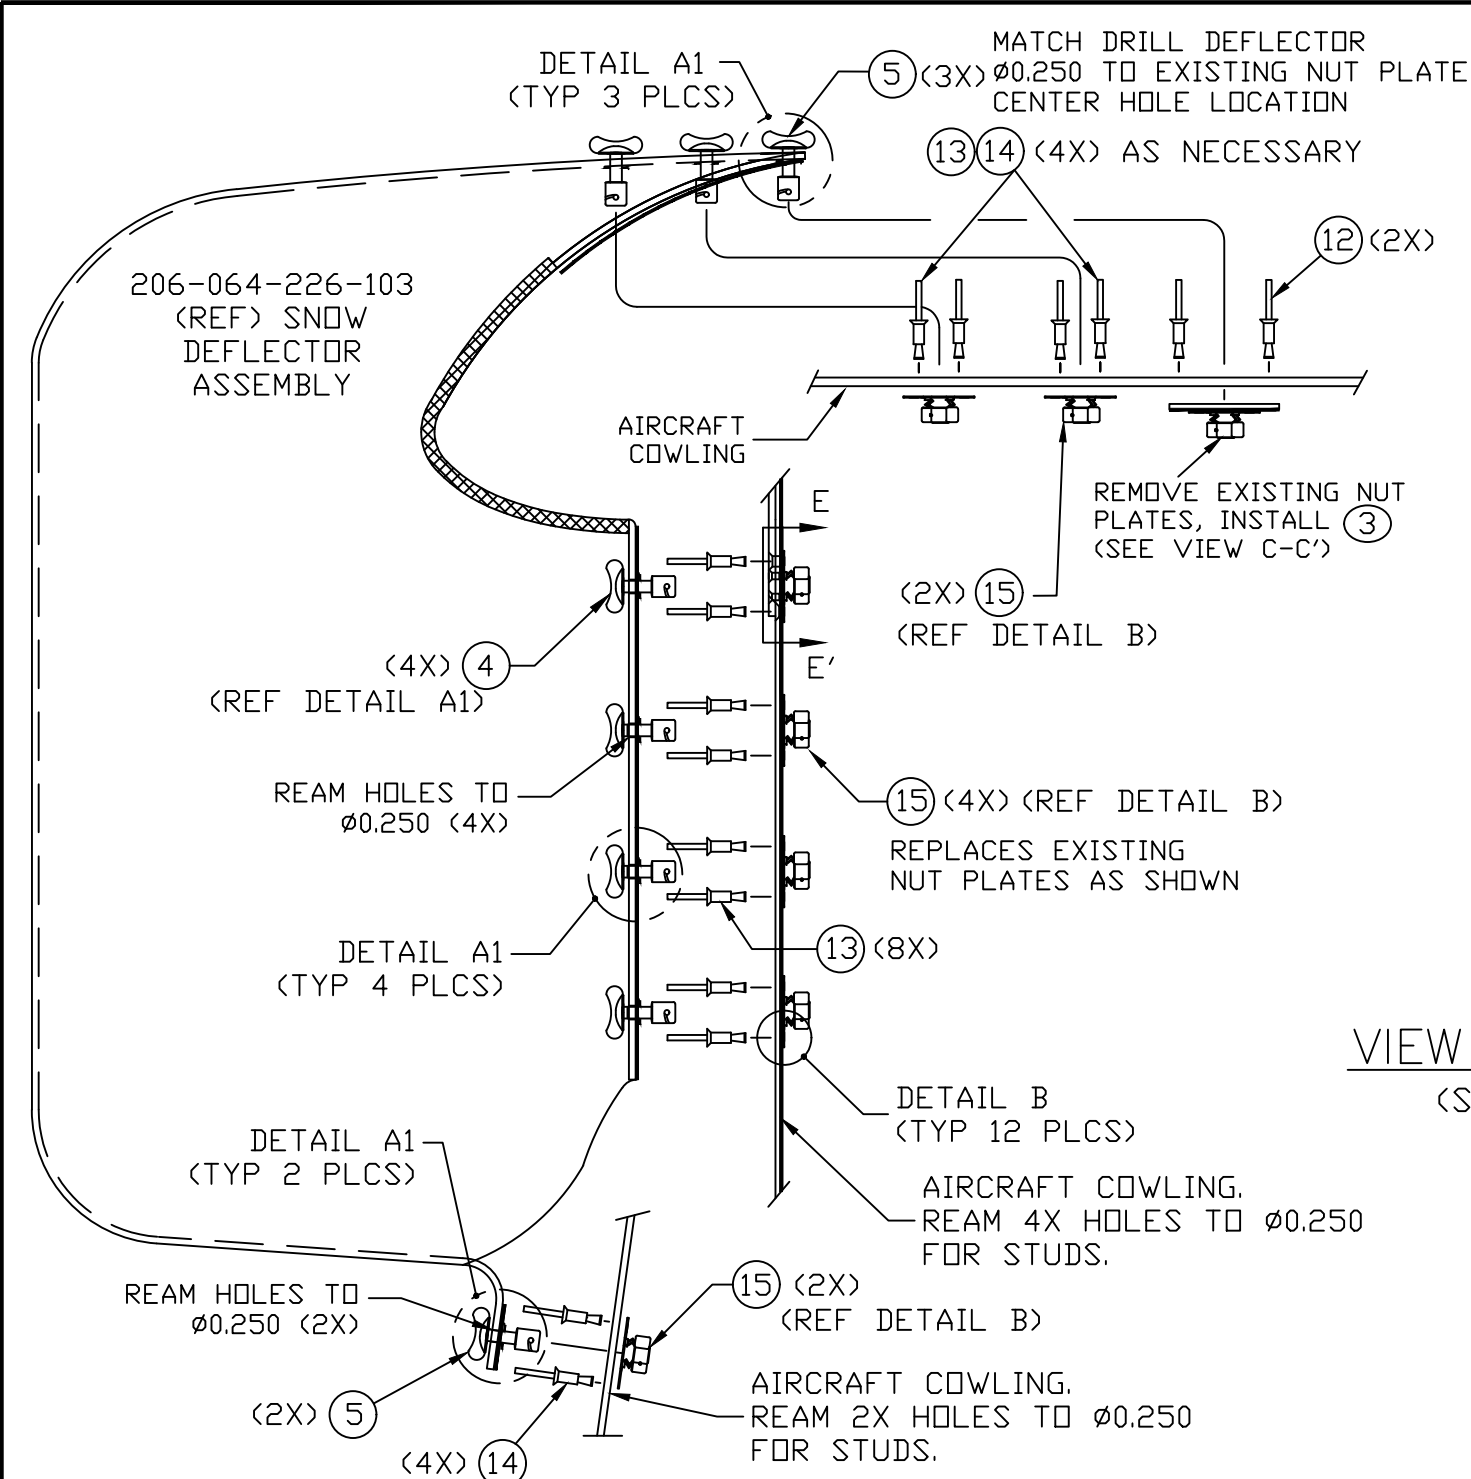 DETAIL A1
(TYP 3 PLCS)
5 (3X)
MATCH DRILL DEFLECTOR
Ø0.250 TO EXISTING NUT PLATE
CENTER HOLE LOCATION
13 14 (4X) AS NECESSARY
12 (2X)
206-064-226-103
(REF) SNOW
DEFLECTOR
ASSEMBLY
AIRCRAFT
COWLING
REMOVE EXISTING NUT
PLATES, INSTALL 3
(SEE VIEW C-C')
E
(2X) 15
(REF DETAIL B)
E'
(4X) 4
(REF DETAIL A1)
REAM HOLES TO
Ø0.250 (4X)
15 (4X) (REF DETAIL B)
REPLACES EXISTING
NUT PLATES AS SHOWN
13 (8X)
DETAIL A1
(TYP 4 PLCS)
VIEW
(S
DETAIL B
(TYP 12 PLCS)
DETAIL A1
(TYP 2 PLCS)
AIRCRAFT COWLING.
REAM 4X HOLES TO Ø0.250
FOR STUDS.
REAM HOLES TO
Ø0.250 (2X)
15 (2X)
(REF DETAIL B)
(2X) 5
AIRCRAFT COWLING.
REAM 2X HOLES TO Ø0.250
FOR STUDS.
(4X) 14